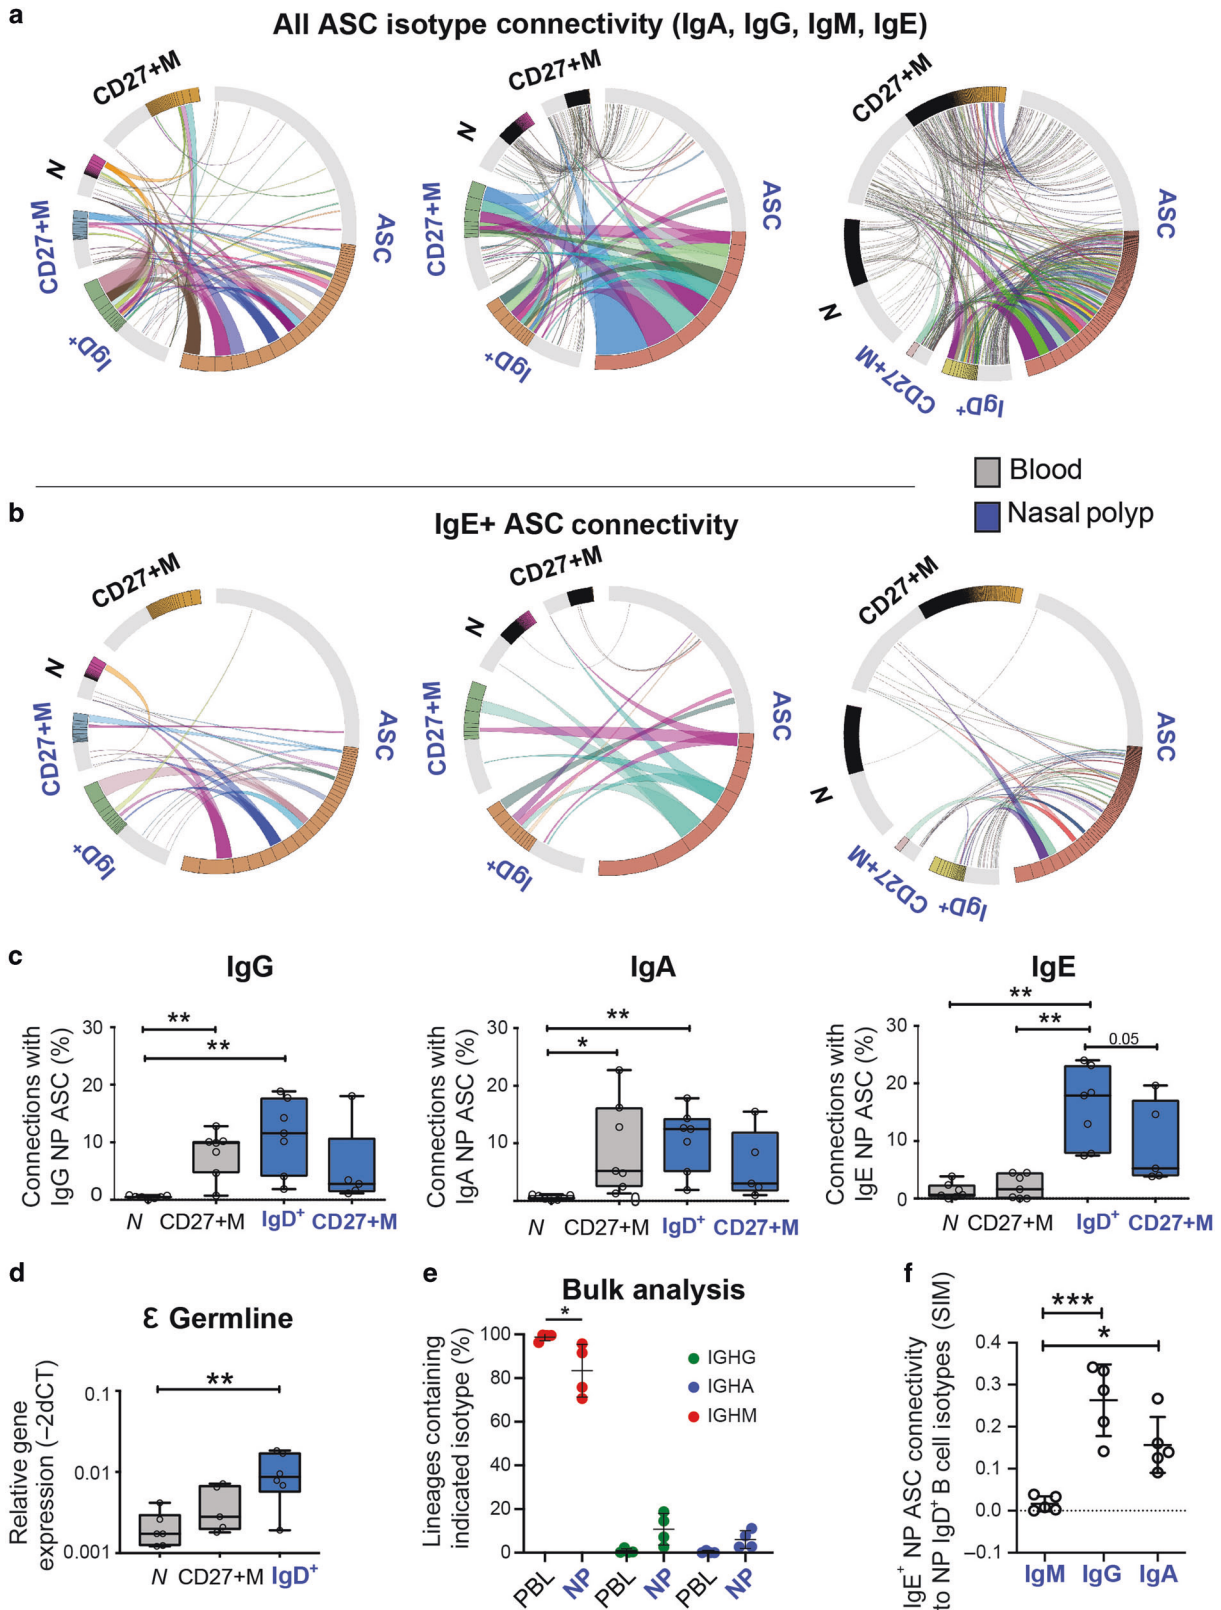 a
All ASC isotype connectivity (IgA, IgG, IgM, IgE)
CD27+M
N
CD27+M
IgD⁺
ASC
CD27+M
N
CD27+M
IgD⁺
ASC
CD27+M
N
CD27+M
IgD⁺
ASC
Blood
Nasal polyp
b
IgE+ ASC connectivity
CD27+M
N
CD27+M
IgD⁺
ASC
CD27+M
N
CD27+M
IgD⁺
ASC
CD27+M
N
CD27+M
IgD⁺
ASC
c
IgG
Connections with
IgG NP ASC (%)
30
20
10
0
**
**
N CD27+M IgD⁺ CD27+M
IgA
Connections with
IgA NP ASC (%)
30
20
10
0
**
*
N CD27+M IgD⁺ CD27+M
IgE
Connections with
IgE NP ASC (%)
30
20
10
0
**
**
0.05
N CD27+M IgD⁺ CD27+M
d
Ɛ Germline
Relative gene
expression (−2dCT)
0.1
0.01
0.001
**
N CD27+M IgD⁺
e
Bulk analysis
Lineages containing
indicated isotype (%)
100
80
60
40
20
0
*
IGHG
IGHA
IGHM
PBL NP PBL NP PBL NP
f
IgE⁺ NP ASC connectivity
to NP IgD⁺ B cell isotypes (SIM)
0.4
0.3
0.2
0.1
0.0
−0.1
***
*
IgM IgG IgA